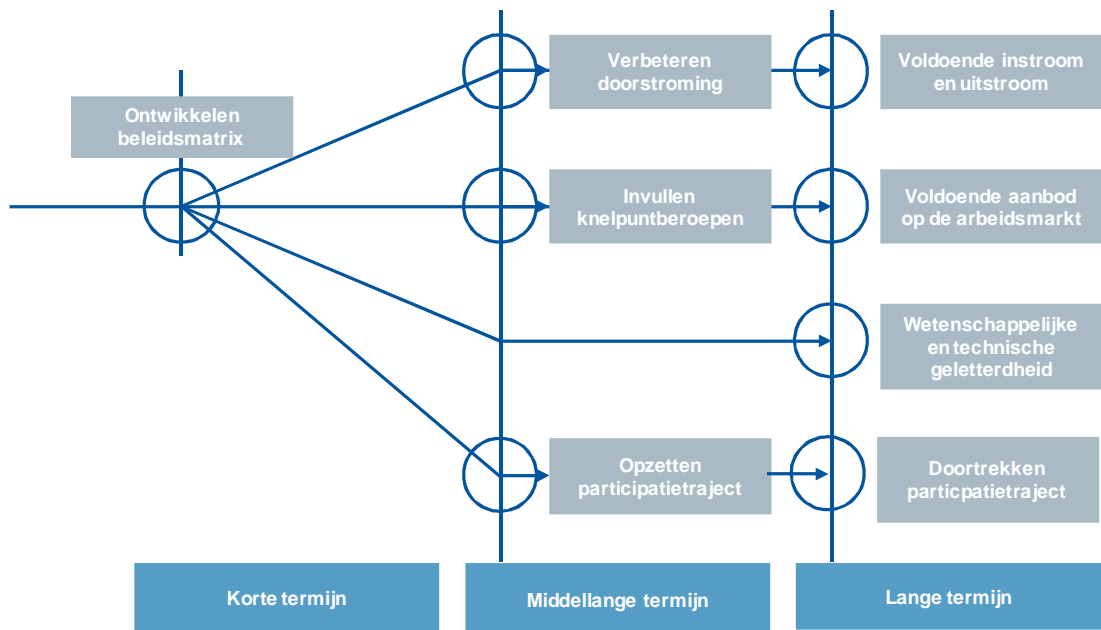 Ontwikkelen
beleidsmatrix
Verbeteren
doorstroming
Voldoende instroom
en uitstroom
Invullen
knelpuntberoepen
Voldoende aanbod
op de arbeidsmarkt
Wetenschappelijke
en technische
geletterdheid
Opzetten
participatietraject
Doortrekken
particpatietraject
Korte termijn
Middellange termijn
Lange termijn